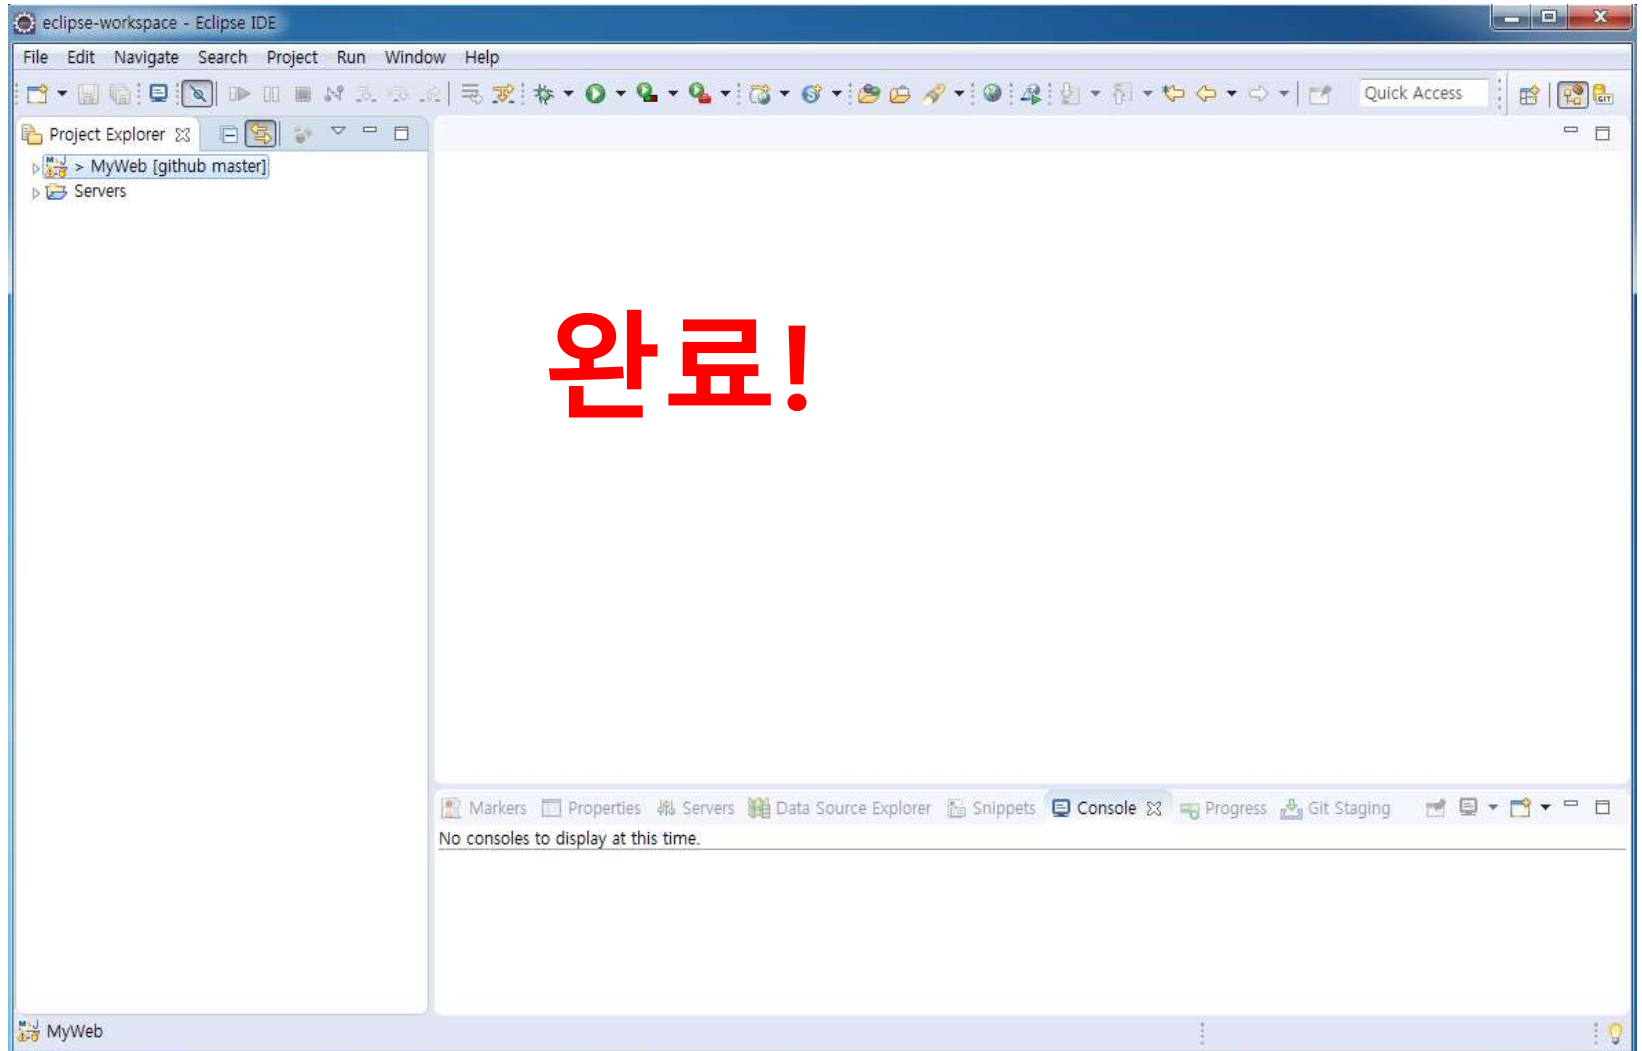 eclipse-workspace - Eclipse IDE
File Edit Navigate Search Project Run Window Help
Quick Access
GIT
Project Explorer
> MyWeb [github master]
Servers
완료!
Markers Properties Servers Data Source Explorer Snippets Console Progress Git Staging
No consoles to display at this time.
MyWeb